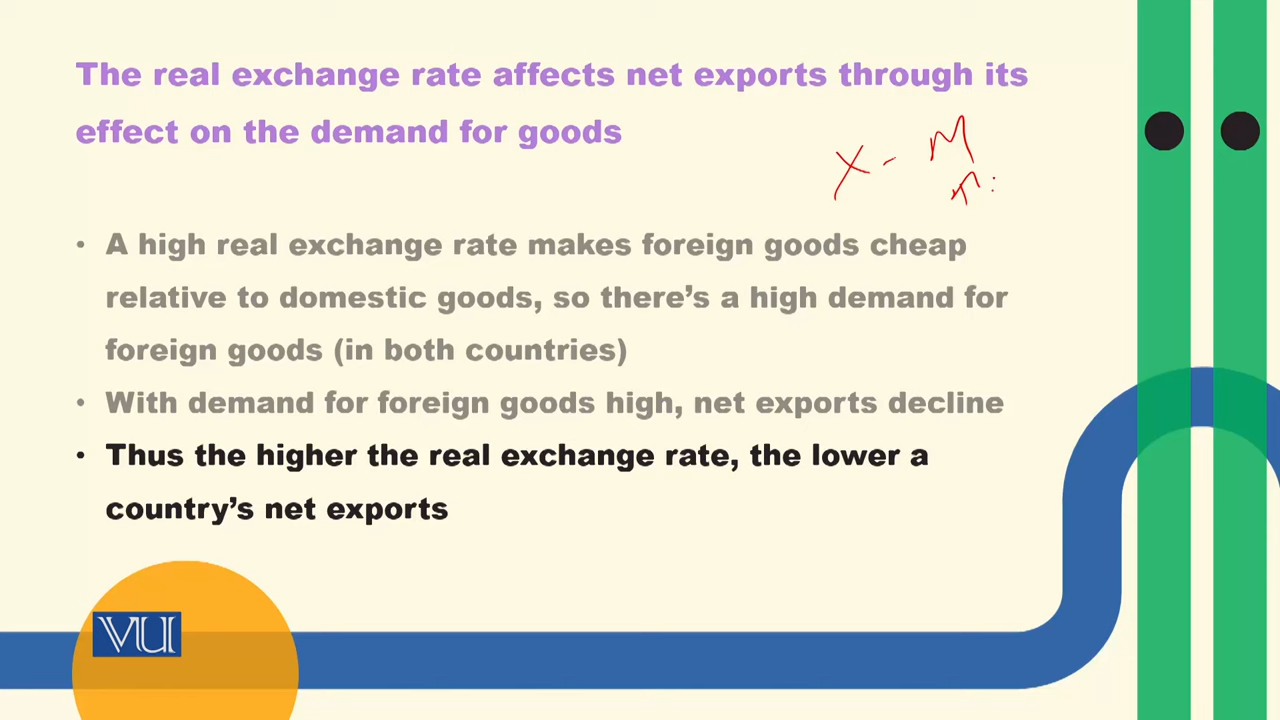 The real exchange rate affects net exports through its
effect on the demand for goods
X - M
• A high real exchange rate makes foreign goods cheap
relative to domestic goods, so there’s a high demand for
foreign goods (in both countries)
• With demand for foreign goods high, net exports decline
• Thus the higher the real exchange rate, the lower a
country’s net exports
VU